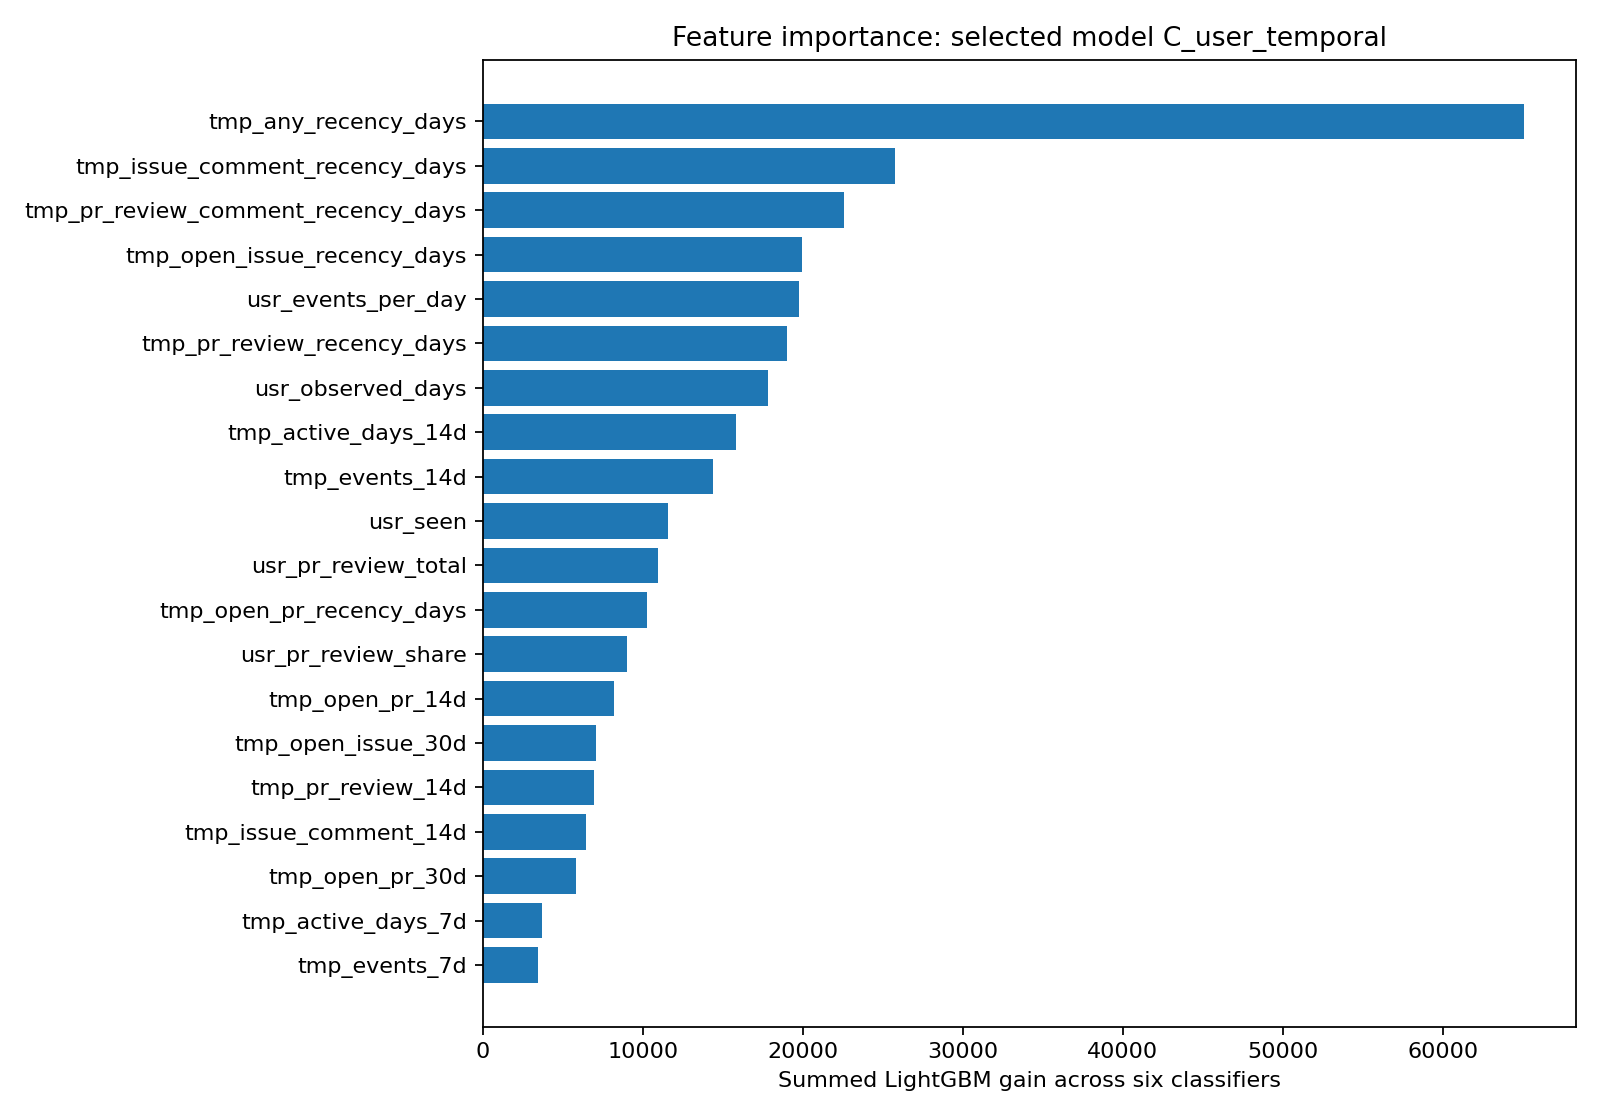 Feature importance: selected model C_user_temporal
tmp_any_recency_days
tmp_issue_comment_recency_days
tmp_pr_review_comment_recency_days
tmp_open_issue_recency_days
usr_events_per_day
tmp_pr_review_recency_days
usr_observed_days
tmp_active_days_14d
tmp_events_14d
usr_seen
usr_pr_review_total
tmp_open_pr_recency_days
usr_pr_review_share
tmp_open_pr_14d
tmp_open_issue_30d
tmp_pr_review_14d
tmp_issue_comment_14d
tmp_open_pr_30d
tmp_active_days_7d
tmp_events_7d
0 10000 20000 30000 40000 50000 60000
Summed LightGBM gain across six classifiers